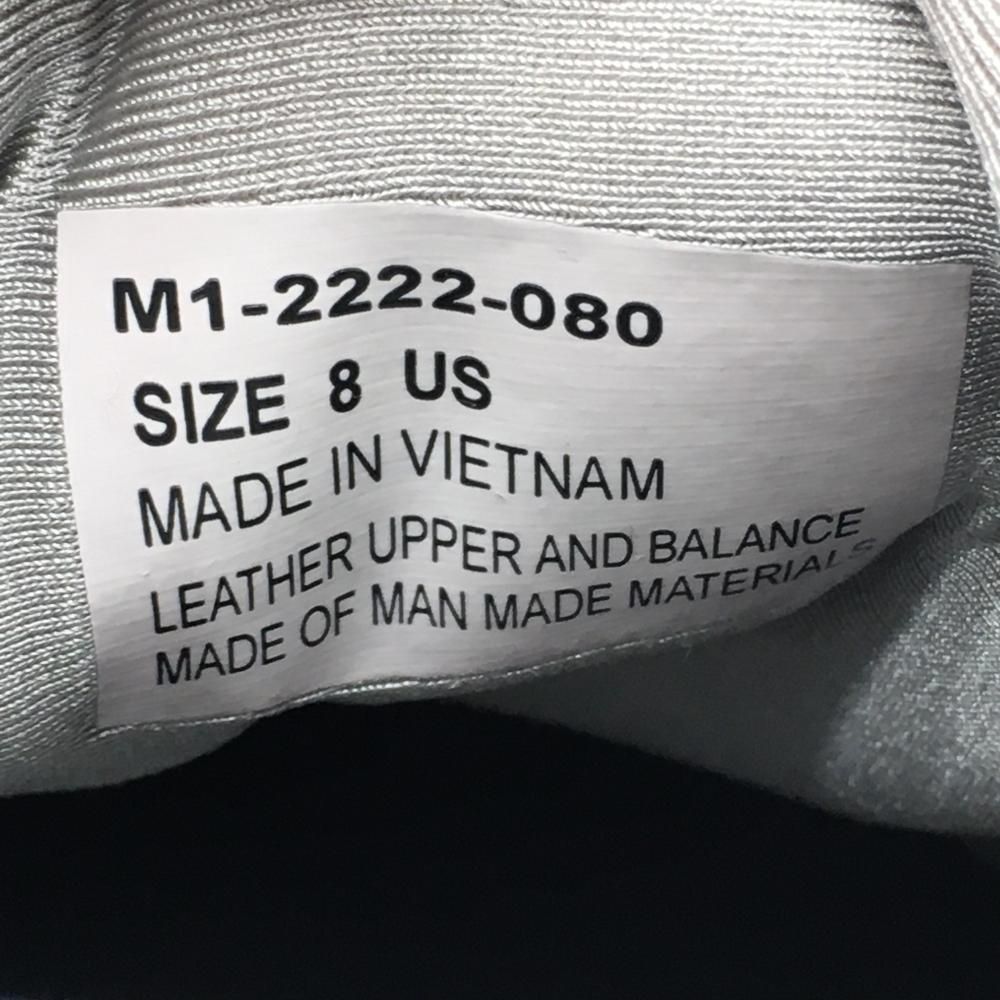 M1-2222-080
SIZE 8 US
MADE IN VIETNAM
LEATHER UPPER AND BALANCE
MADE OF MAN MADE MATERIALS